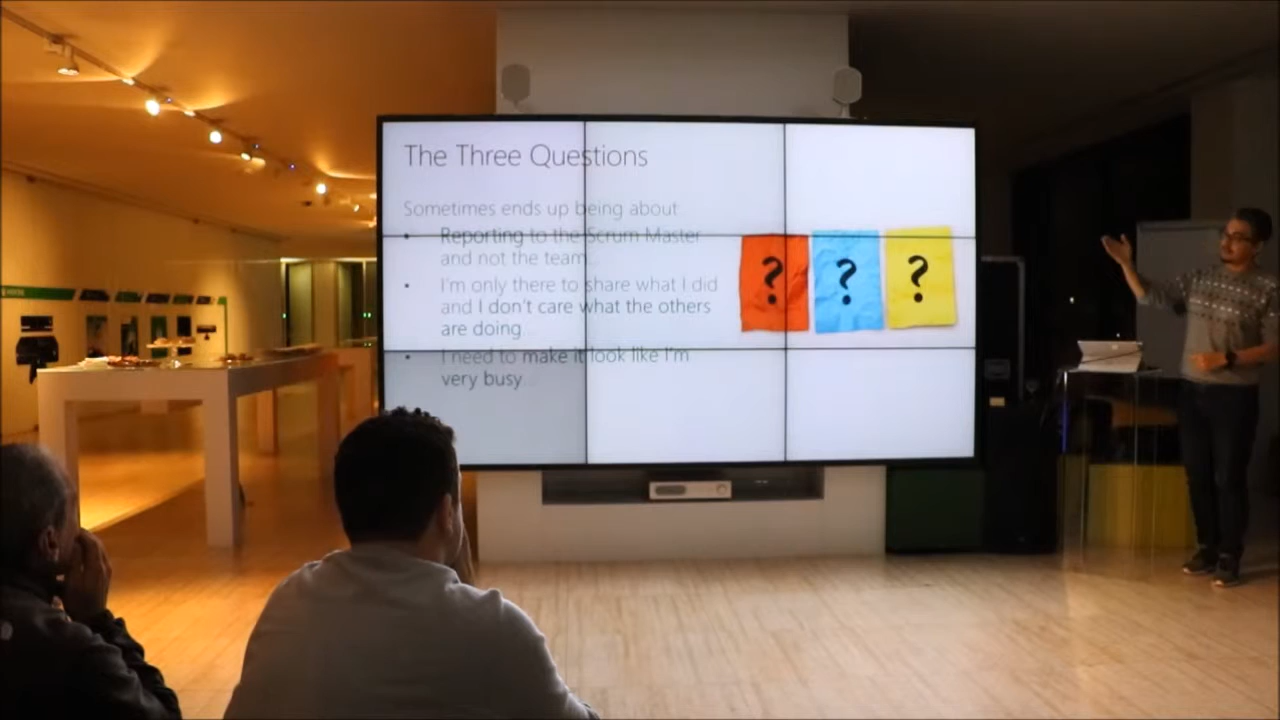 The Three Questions
Sometimes ends up being about
• Reporting to the Scrum Master
and not the team.
• I'm only there to share what I did
and I don't care what the others
are doing
• I need to make it look like I'm
very busy.
? ? ?